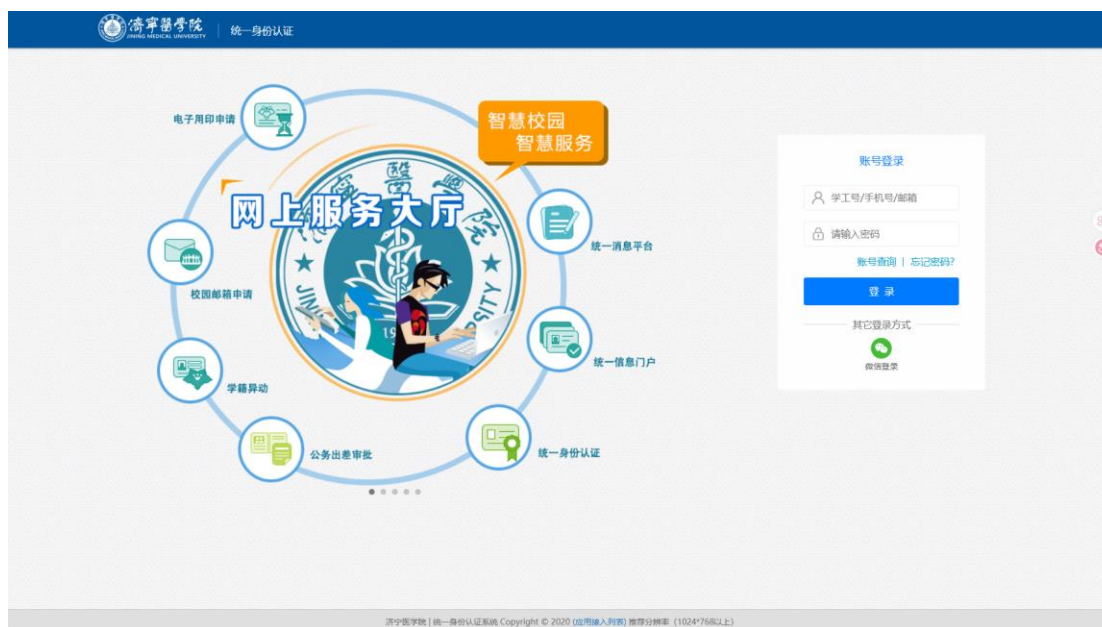 濟寧醫學院
JINING MEDICAL UNIVERSITY
统一身份认证
电子用印申请
智慧校园
智慧服务
网上服务大厅
统一消息平台
校园邮箱申请
统一信息门户
学籍异动
公务出差审批
统一身份认证
账号登录
学工号/手机号/邮箱
请输入密码
账号查询 | 忘记密码?
登 录
其它登录方式
微信登录
济宁医学院 | 统一身份认证系统 Copyright © 2020 (应用接入列表) 推荐分辨率 (1024*768以上)